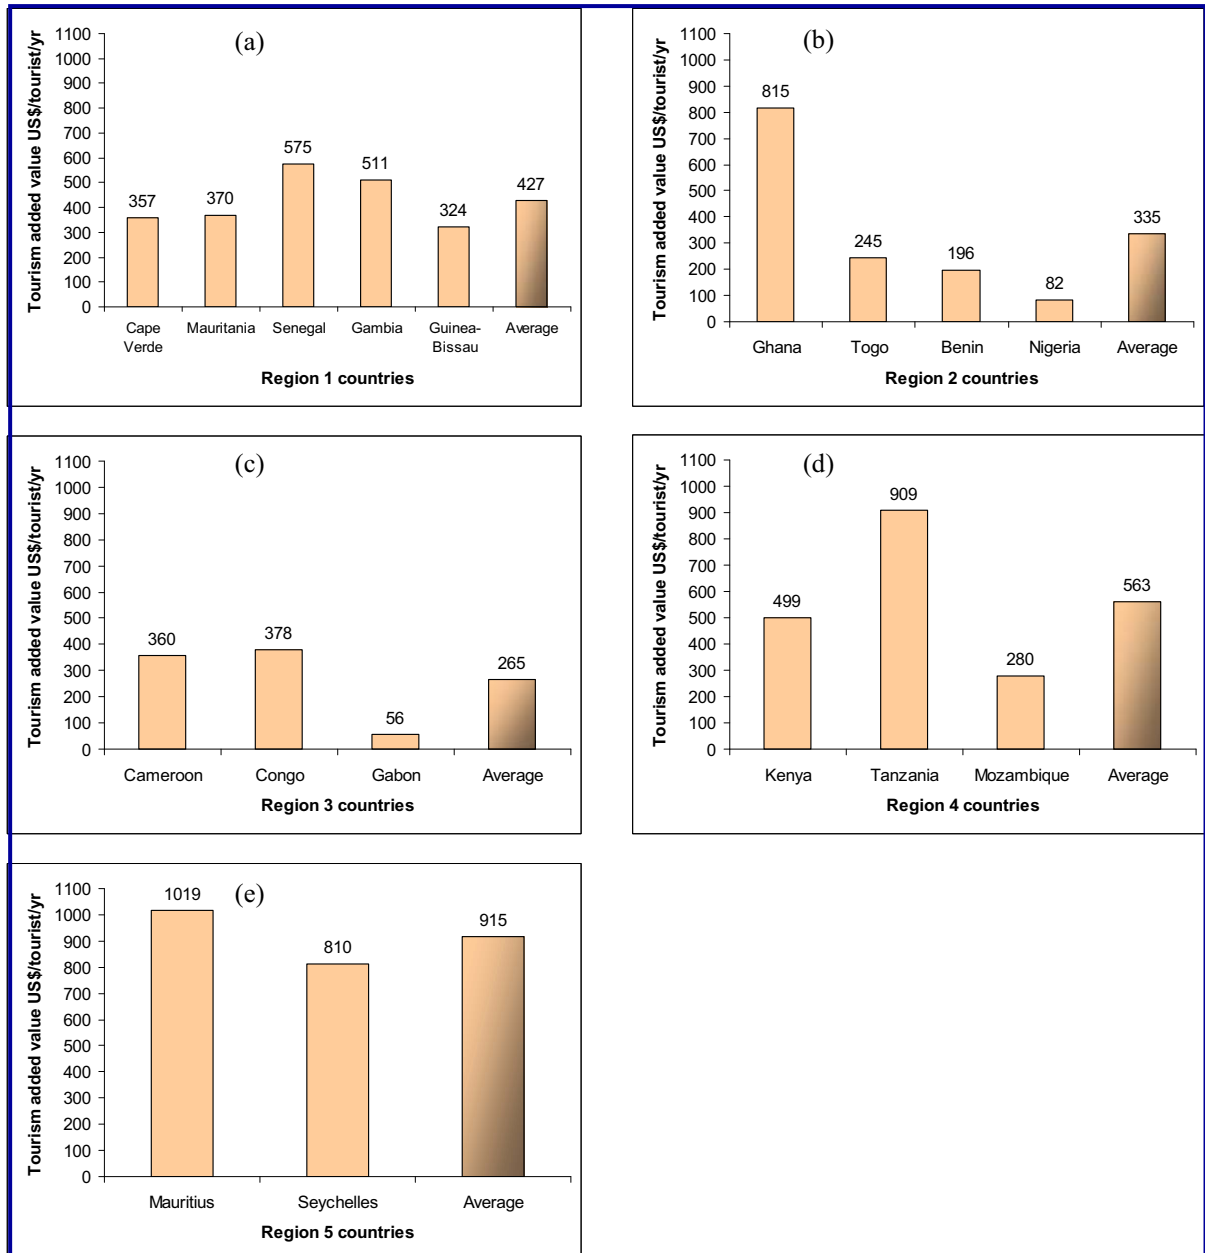 (a)
Tourism added value US$/tourist/yr
1100
1000
900
800
700
600
500
400
300
200
100
0
357
370
575
511
324
427
Cape Verde
Mauritania
Senegal
Gambia
Guinea-Bissau
Average
Region 1 countries
(b)
Tourism added value US$/tourist/yr
1100
1000
900
800
700
600
500
400
300
200
100
0
815
245
196
82
335
Ghana
Togo
Benin
Nigeria
Average
Region 2 countries
(c)
Tourism added value US$/tourist/yr
1100
1000
900
800
700
600
500
400
300
200
100
0
360
378
56
265
Cameroon
Congo
Gabon
Average
Region 3 countries
(d)
Tourism added value US$/tourist/yr
1100
1000
900
800
700
600
500
400
300
200
100
0
499
909
280
563
Kenya
Tanzania
Mozambique
Average
Region 4 countries
(e)
Tourism added value US$/tourist/yr
1100
1000
900
800
700
600
500
400
300
200
100
0
1019
810
915
Mauritius
Seychelles
Average
Region 5 countries